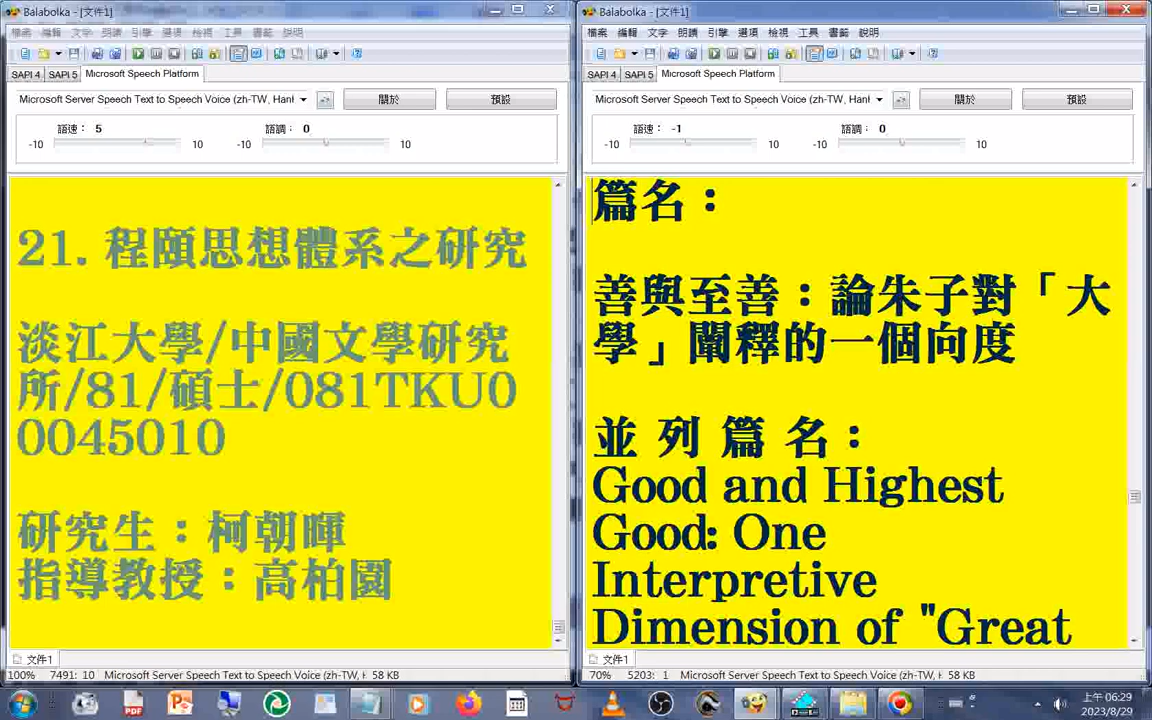 Balabolka - [文件1]
檔案 編輯 文字 朗讀 引擎 選項 檢視 工具 書籤 說明
SAPI 4 SAPI 5 Microsoft Speech Platform
Microsoft Server Speech Text to Speech Voice (zh-TW, Han
關於
預設
語速： 5
語調： 0
-10 10 -10 10
21. 程頤思想體系之研究
淡江大學/中國文學研究
所/81/碩士/081TKU0
0045010
研究生：柯朝暉
指導教授：高柏園
文件1
100% 7491: 10 Microsoft Server Speech Text to Speech Voice (zh-TW, H 58 KB
Balabolka - [文件1]
檔案 編輯 文字 朗讀 引擎 選項 檢視 工具 書籤 說明
SAPI 4 SAPI 5 Microsoft Speech Platform
Microsoft Server Speech Text to Speech Voice (zh-TW, Han
關於
預設
語速： -1
語調： 0
-10 10 -10 10
篇名：
善與至善：論朱子對「大
學」闡釋的一個向度
並 列 篇 名：
Good and Highest
Good: One
Interpretive
Dimension of "Great
文件1
70% 5203: 1 Microsoft Server Speech Text to Speech Voice (zh-TW, H 58 KB
上午 06:29
2023/8/29